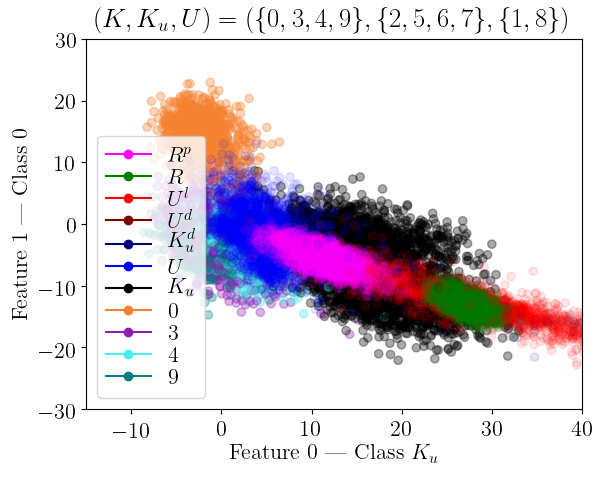 (K, K_u, U) = ({0, 3, 4, 9}, {2, 5, 6, 7}, {1, 8})
30
20
10
0
−10
−20
−30
Feature 1 — Class 0
R^p
R
U^l
U^d
K_u^d
U
K_u
0
3
4
9
−10
0
10
20
30
40
Feature 0 — Class K_u